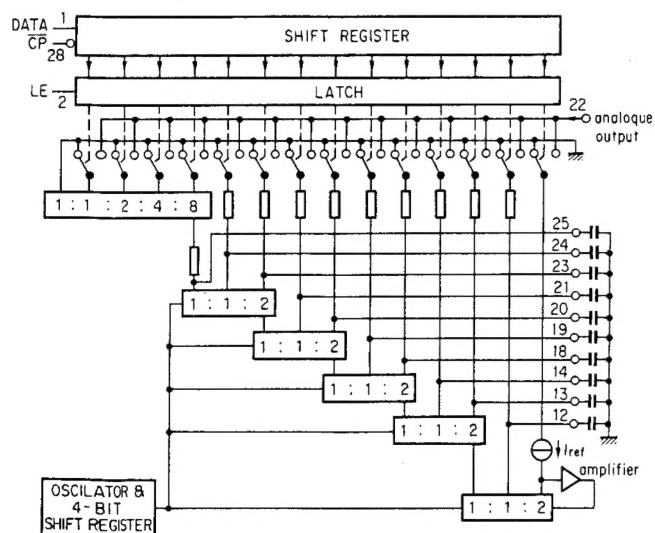 DATA 1
SHIFT REGISTER
CP
28
LE 2
LATCH
22
analogue
output
1 : 1 : 2 : 4 : 8
25
24
1 : 1 : 2
23
21
20
1 : 1 : 2
19
18
1 : 1 : 2
14
13
12
1 : 1 : 2
Iref
amplifier
OSCILATOR &
4-BIT
SHIFT REGISTER
1 : 1 : 2